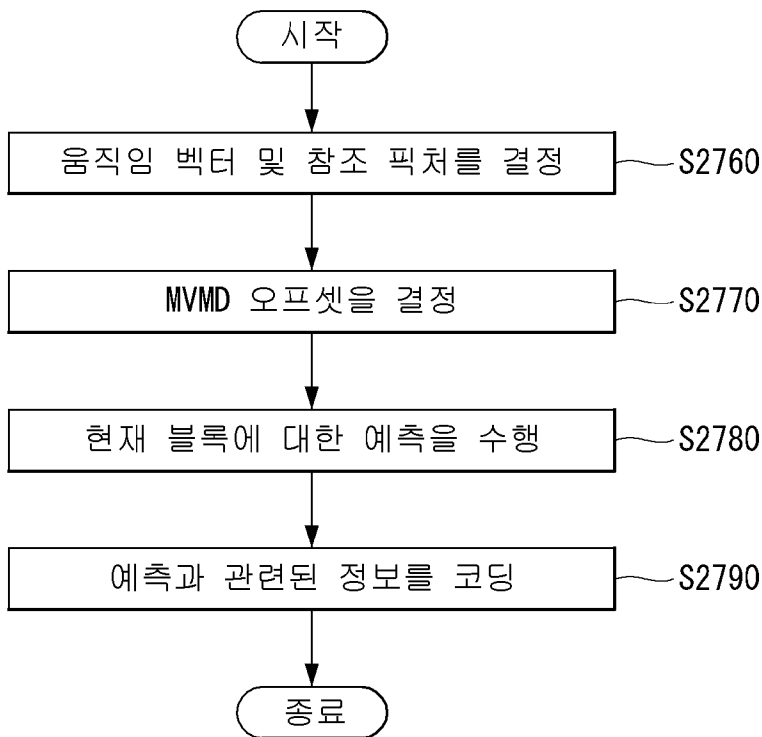 시작
움직임 벡터 및 참조 픽처를 결정
S2760
MVMD 오프셋을 결정
S2770
현재 블록에 대한 예측을 수행
S2780
예측과 관련된 정보를 코딩
S2790
종료